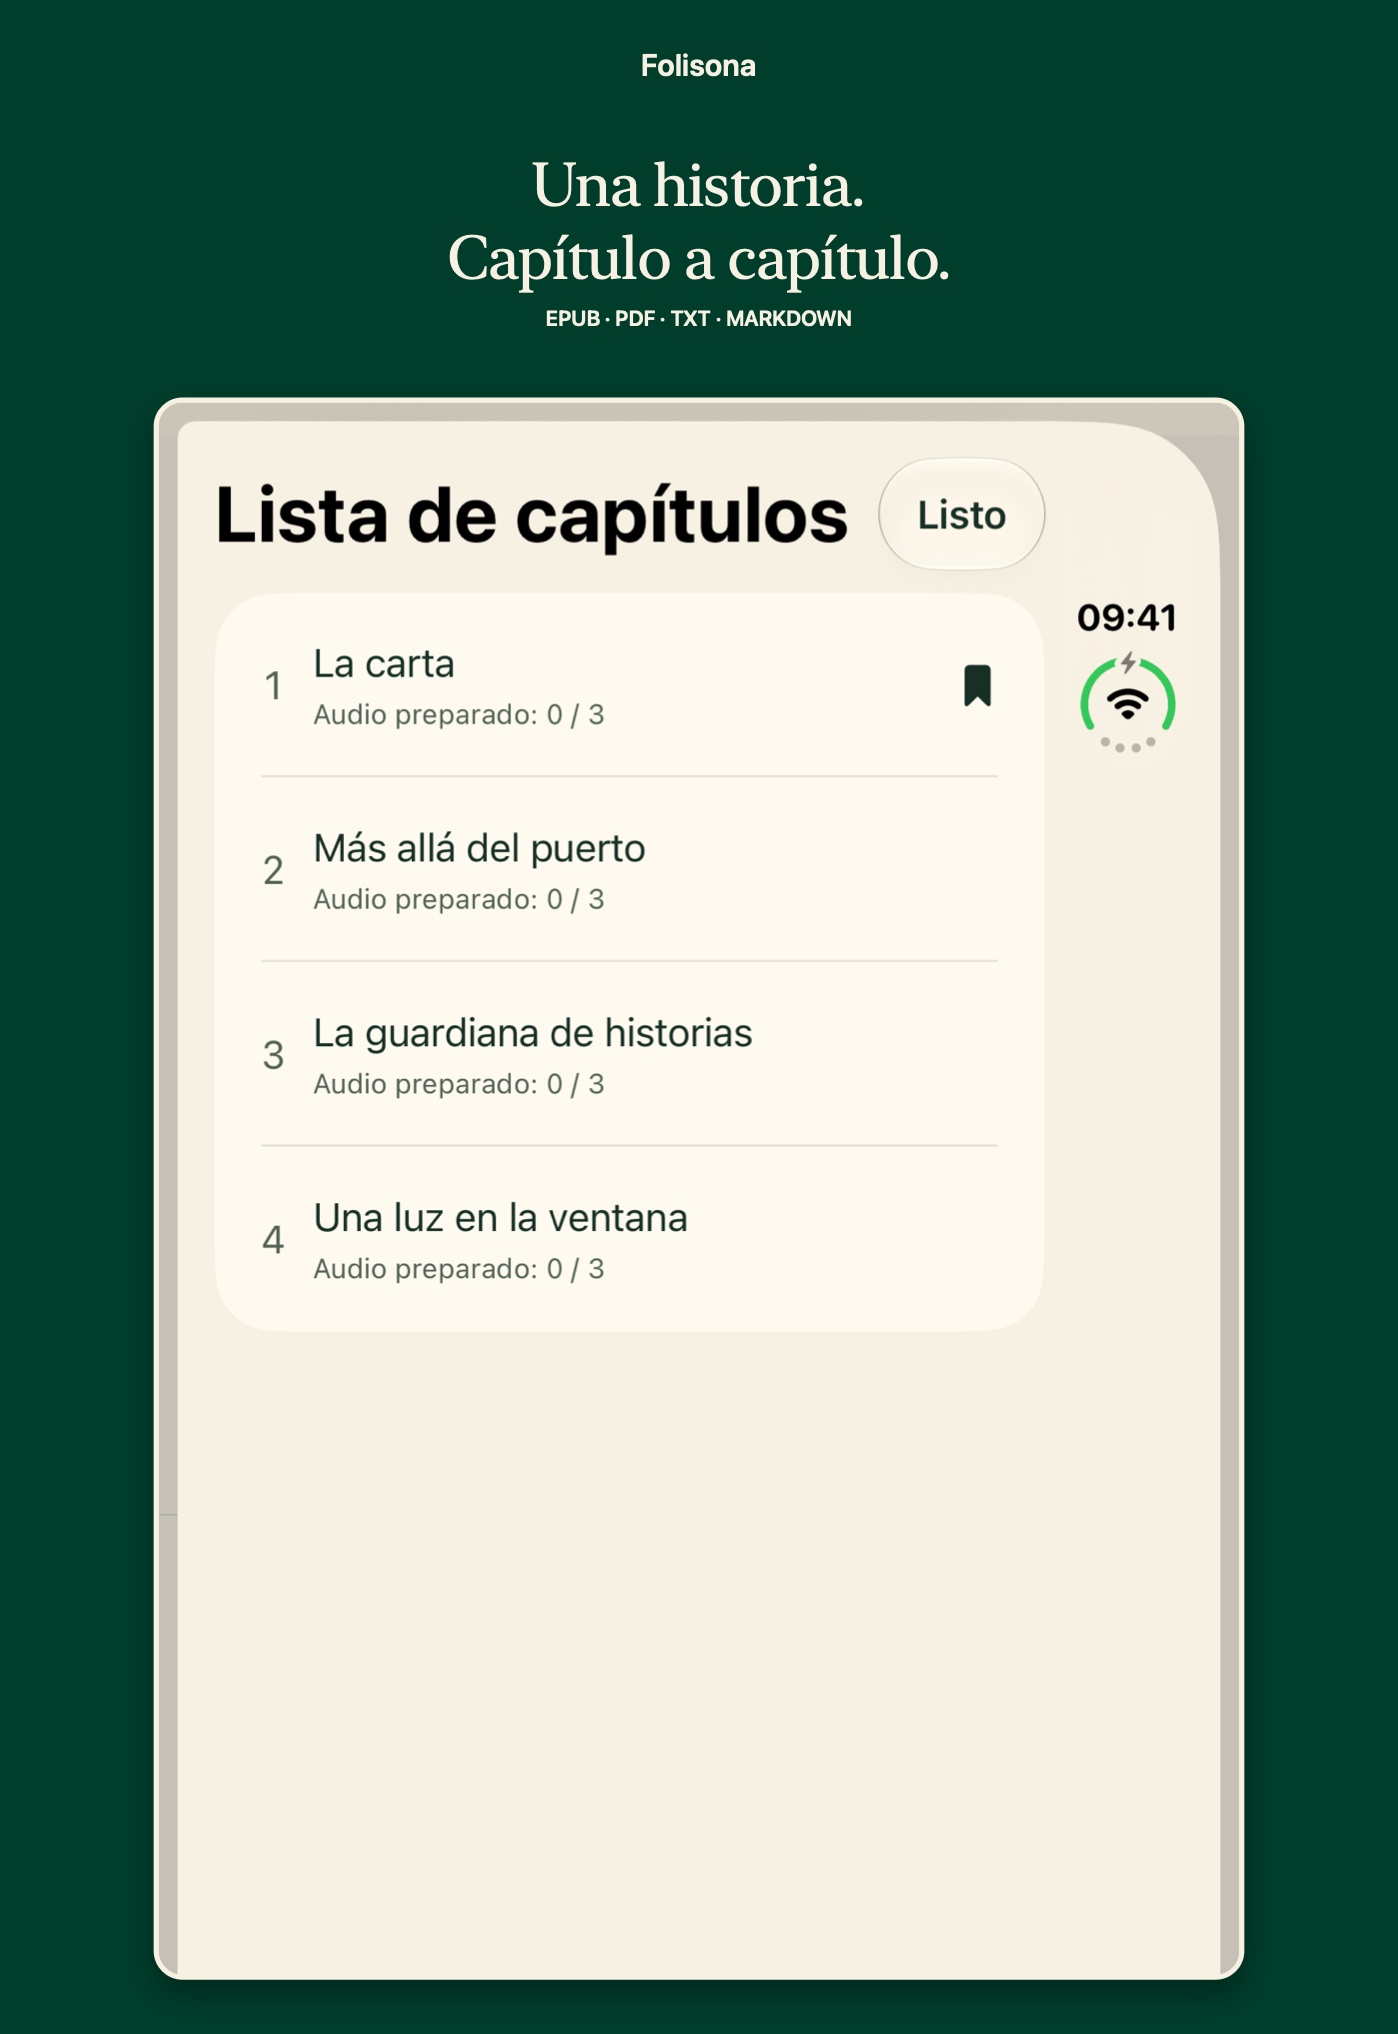 Folisona
Una historia.
Capítulo a capítulo.
EPUB · PDF · TXT · MARKDOWN
Lista de capítulos
Listo
09:41
1
La carta
Audio preparado: 0 / 3
2
Más allá del puerto
Audio preparado: 0 / 3
3
La guardiana de historias
Audio preparado: 0 / 3
4
Una luz en la ventana
Audio preparado: 0 / 3